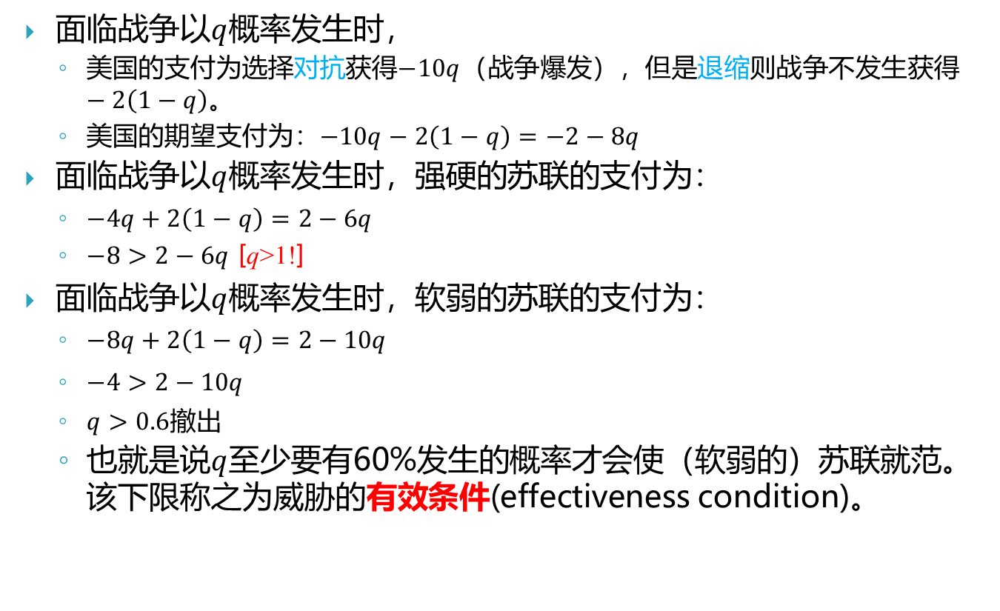 面临战争以q概率发生时，
美国的支付为选择对抗获得−10q（战争爆发），但是退缩则战争不发生获得
− 2(1 − q)。
美国的期望支付为：−10q − 2(1 − q) = −2 − 8q
面临战争以q概率发生时，强硬的苏联的支付为：
−4q + 2(1 − q) = 2 − 6q
−8 > 2 − 6q [q>1!]
面临战争以q概率发生时，软弱的苏联的支付为：
−8q + 2(1 − q) = 2 − 10q
−4 > 2 − 10q
q > 0.6撤出
也就是说q至少要有60%发生的概率才会使（软弱的）苏联就范。
该下限称之为威胁的有效条件(effectiveness condition)。